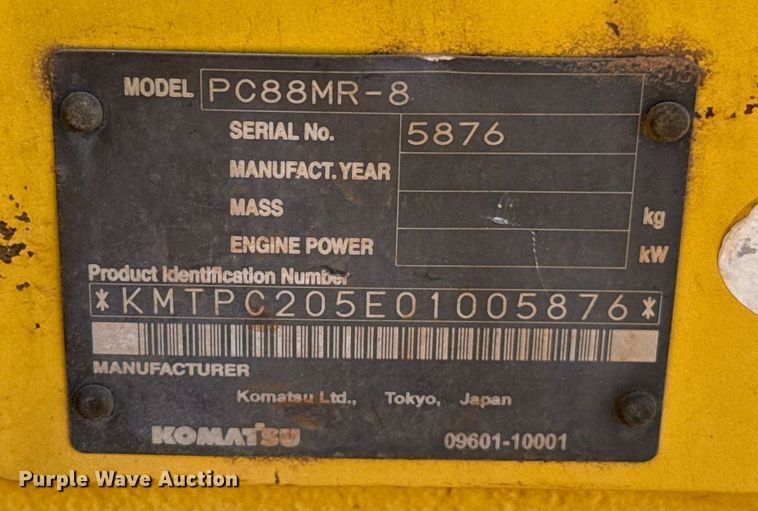 MODEL PC88MR-8
SERIAL No. 5876
MANUFACT. YEAR
MASS kg
ENGINE POWER kW
Product Identification Number
*KMTPC205E01005876*
MANUFACTURER
Komatsu Ltd., Tokyo, Japan
KOMATSU 09601-10001
Purple Wave Auction